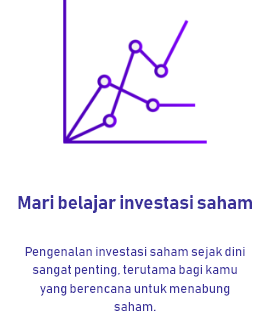 Mari belajar investasi saham
Pengenalan investasi saham sejak dini
sangat penting, terutama bagi kamu
yang berencana untuk menabung
saham.